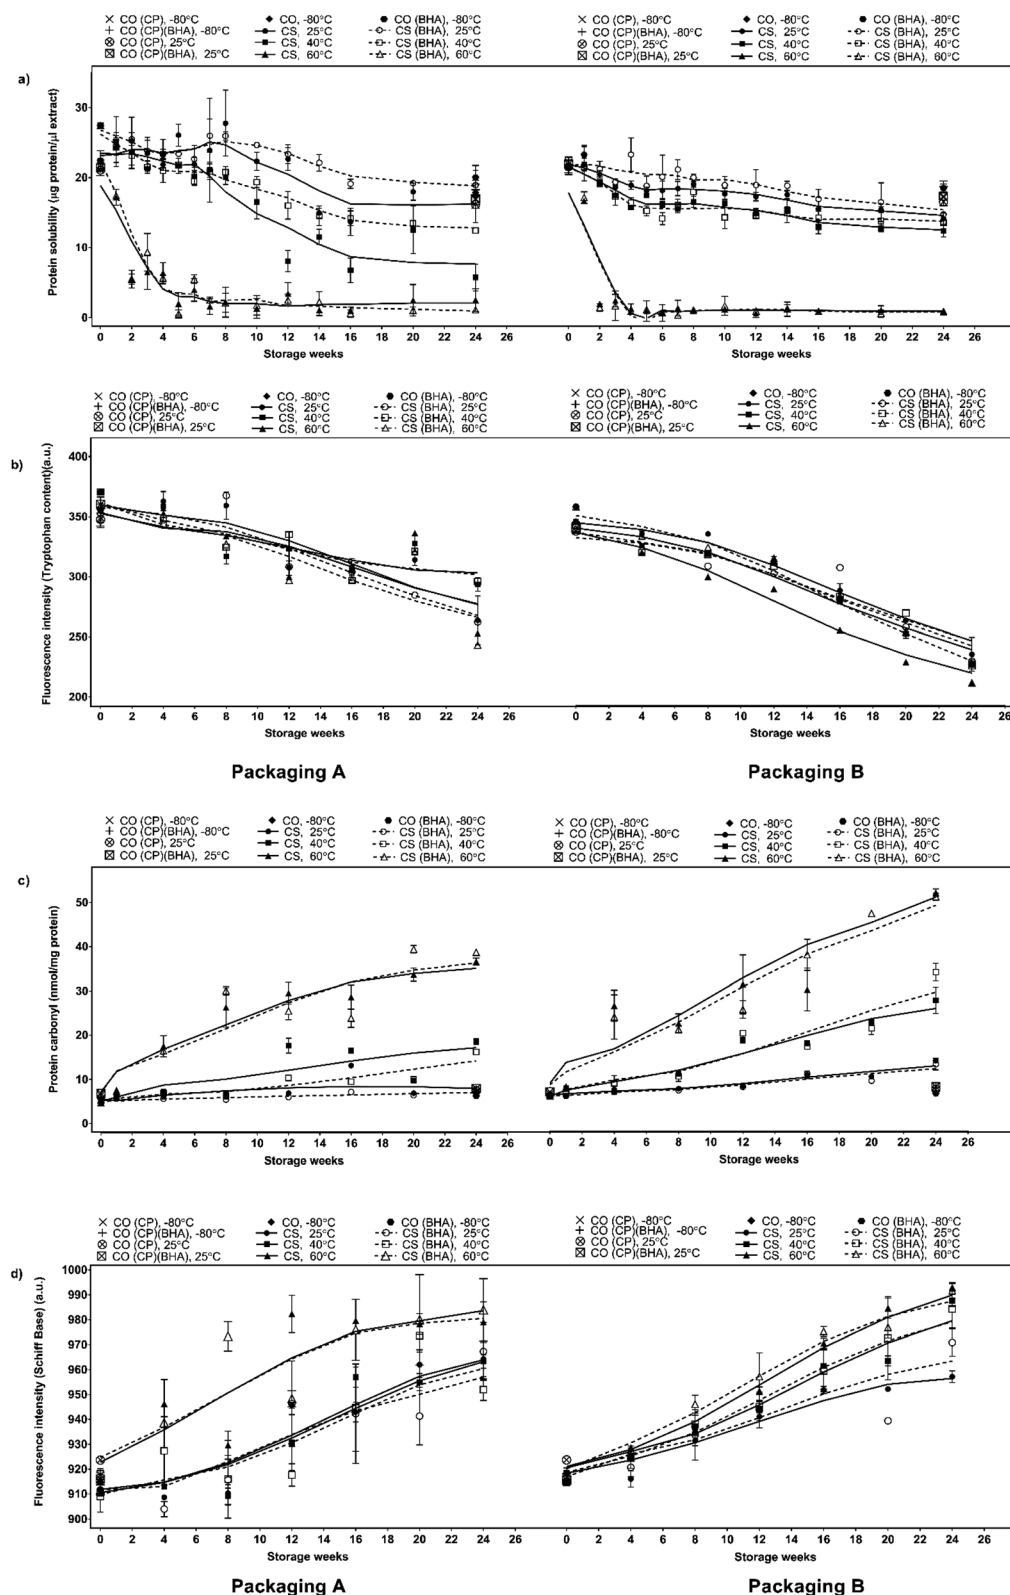 CO (CP), -80°C CO, -80°C CO (BHA), -80°C
CO (CP)(BHA), -80°C CS, 25°C CS (BHA), 25°C
CO (CP), 25°C CS, 40°C CS (BHA), 40°C
CO (CP)(BHA), 25°C CS, 60°C CS (BHA), 60°C
CO (CP), -80°C CO, -80°C CO (BHA), -80°C
CO (CP)(BHA), -80°C CS, 25°C CS (BHA), 25°C
CO (CP), 25°C CS, 40°C CS (BHA), 40°C
CO (CP)(BHA), 25°C CS, 60°C CS (BHA), 60°C
a)
Protein solubility (µg protein/µl extract)
30
20
10
0
0 2 4 6 8 10 12 14 16 18 20 22 24 26
Storage weeks
0 2 4 6 8 10 12 14 16 18 20 22 24 26
Storage weeks
CO (CP), -80°C CO, -80°C CO (BHA), -80°C
CO (CP)(BHA), -80°C CS, 25°C CS (BHA), 25°C
CO (CP), 25°C CS, 40°C CS (BHA), 40°C
CO (CP)(BHA), 25°C CS, 60°C CS (BHA), 60°C
CO (CP), -80°C CO, -80°C CO (BHA), -80°C
CO (CP)(BHA), -80°C CS, 25°C CS (BHA), 25°C
CO (CP), 25°C CS, 40°C CS (BHA), 40°C
CO (CP)(BHA), 25°C CS, 60°C CS (BHA), 60°C
b)
Fluorescence intensity (Tryptophan content)(a.u.)
400
350
300
250
200
0 2 4 6 8 10 12 14 16 18 20 22 24 26
Storage weeks
0 2 4 6 8 10 12 14 16 18 20 22 24 26
Storage weeks
Packaging A
Packaging B
CO (CP), -80°C CO, -80°C CO (BHA), -80°C
CO (CP)(BHA), -80°C CS, 25°C CS (BHA), 25°C
CO (CP), 25°C CS, 40°C CS (BHA), 40°C
CO (CP)(BHA), 25°C CS, 60°C CS (BHA), 60°C
CO (CP), -80°C CO, -80°C CO (BHA), -80°C
CO (CP)(BHA), -80°C CS, 25°C CS (BHA), 25°C
CO (CP), 25°C CS, 40°C CS (BHA), 40°C
CO (CP)(BHA), 25°C CS, 60°C CS (BHA), 60°C
c)
Protein carbonyl (nmol/mg protein)
50
40
30
20
10
0
0 2 4 6 8 10 12 14 16 18 20 22 24 26
Storage weeks
0 2 4 6 8 10 12 14 16 18 20 22 24 26
Storage weeks
CO (CP), -80°C CO, -80°C CO (BHA), -80°C
CO (CP)(BHA), -80°C CS, 25°C CS (BHA), 25°C
CO (CP), 25°C CS, 40°C CS (BHA), 40°C
CO (CP)(BHA), 25°C CS, 60°C CS (BHA), 60°C
CO (CP), -80°C CO, -80°C CO (BHA), -80°C
CO (CP)(BHA), -80°C CS, 25°C CS (BHA), 25°C
CO (CP), 25°C CS, 40°C CS (BHA), 40°C
CO (CP)(BHA), 25°C CS, 60°C CS (BHA), 60°C
d)
Fluorescence intensity (Schiff Base) (a.u.)
1000
990
980
970
960
950
940
930
920
910
900
0 2 4 6 8 10 12 14 16 18 20 22 24 26
Storage weeks
0 2 4 6 8 10 12 14 16 18 20 22 24 26
Storage weeks
Packaging A
Packaging B